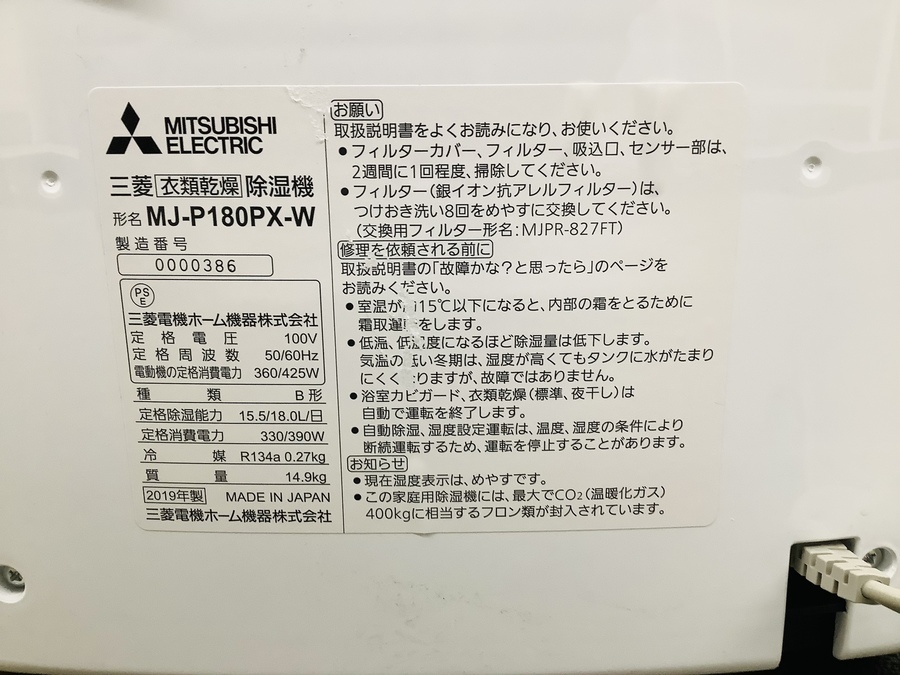 MITSUBISHI
ELECTRIC
三菱 衣類乾燥 除湿機
形名 MJ-P180PX-W
製造番号
0000386
PS
E
三菱電機ホーム機器株式会社
定格電圧 100V
定格周波数 50/60Hz
電動機の定格消費電力 360/425W
種類 B形
定格除湿能力 15.5/18.0L/日
定格消費電力 330/390W
冷媒 R134a 0.27kg
質量 14.9kg
2019年製 MADE IN JAPAN
三菱電機ホーム機器株式会社
お願い
取扱説明書をよくお読みになり、お使いください。
●フィルターカバー、フィルター、吸込口、センサー部は、
2週間に1回程度、掃除してください。
●フィルター(銀イオン抗アレルフィルター)は、
つけおき洗い8回をめやすに交換してください。
(交換用フィルター形名:MJPR-827FT)
修理を依頼される前に
取扱説明書の「故障かな?と思ったら」のページを
お読みください。
●室温が 15℃以下になると、内部の霜をとるために
霜取運 をします。
●低温、低 度になるほど除湿量は低下します。
気温の い冬期は、湿度が高くてもタンクに水がたまり
にくく りますが、故障ではありません。
●浴室カビガード、衣類乾燥(標準、夜干し)は
自動で運転を終了します。
●自動除湿、湿度設定運転は、温度、湿度の条件により
断続運転するため、運転を停止することがあります。
お知らせ
●現在湿度表示は、めやすです。
●この家庭用除湿機には、最大でCO2(温暖化ガス)
400kgに相当するフロン類が封入されています。